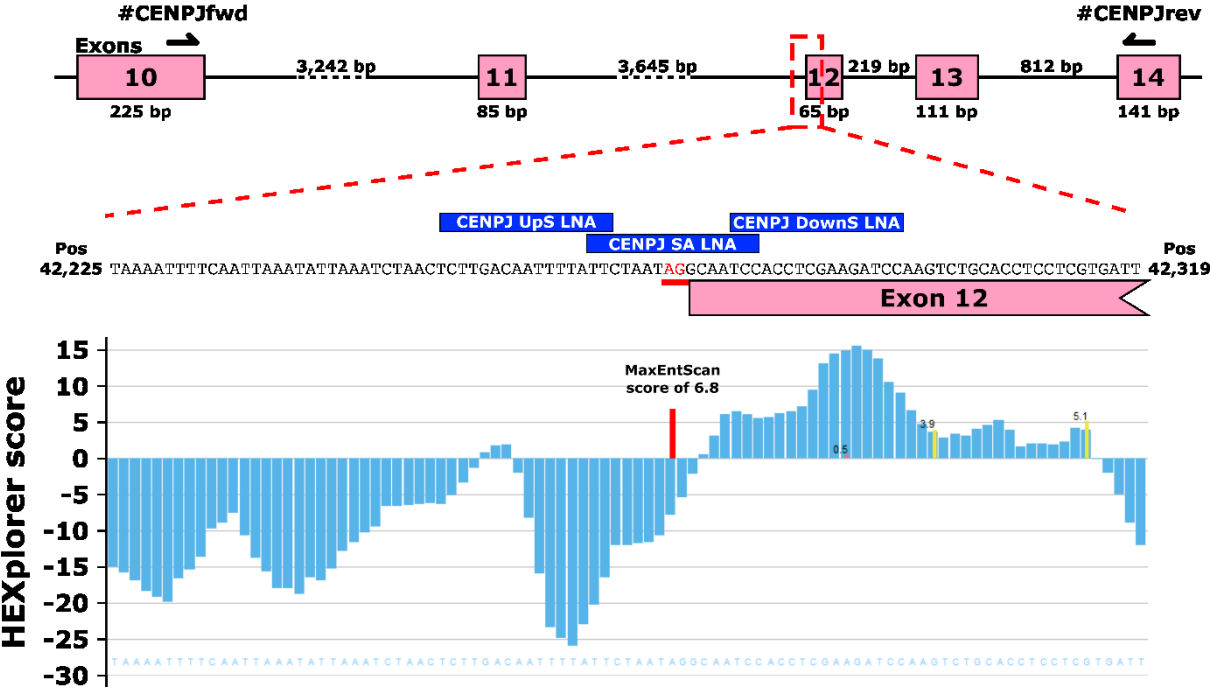 #CENPJfwd
#CENPJrev
Exons
3,242 bp
3,645 bp
219 bp
812 bp
10
11
12
13
14
225 bp
85 bp
65 bp
111 bp
141 bp
CENPJ UpS LNA
CENPJ DownS LNA
CENPJ SA LNA
Pos
Pos
42,225 TAAAATTTTCAATTAAATATTAAATCTAACTCTTGACAATTTTATTCTAATAGGCAATCCACCTCGAAGATCCAAGTCTGCACCTCCTCGTGATT 42,319
Exon 12
HEXplorer score
15
10
5
0
-5
-10
-15
-20
-25
-30
MaxEntScan
score of 6.8
0.5
3.9
5.1
T A A A A T T T T C A A T T A A A T A T T A A A T C T A A C T C T T G A C A A T T T T A T T C T A A T A G G C A A T C C A C C T C G A A G A T C C A A G T C T G C A C C T C C T C G T G A T T